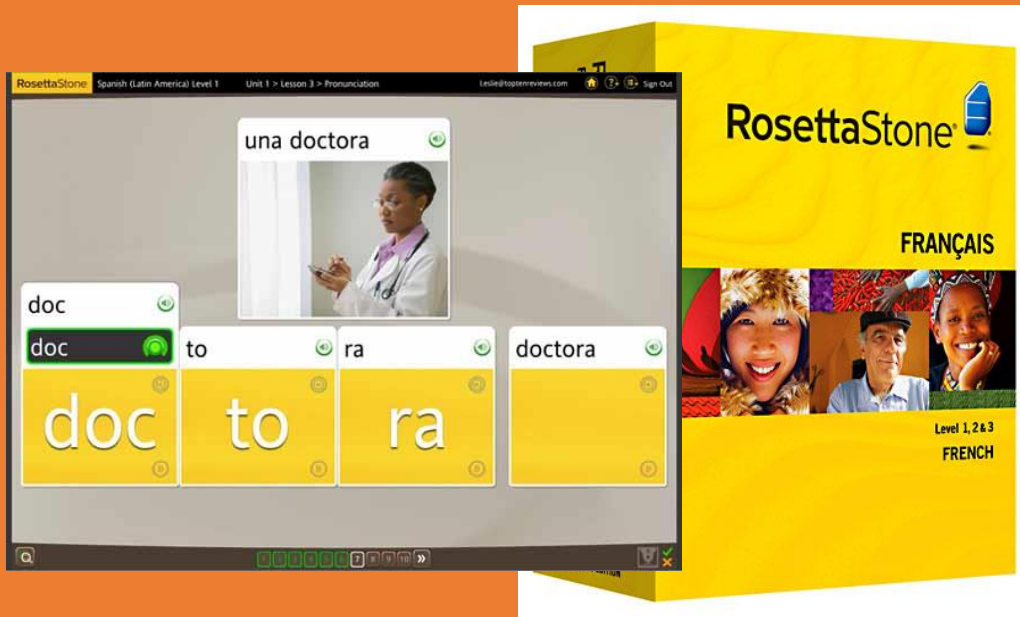 RosettaStone Spanish (Latin America) Level 1 Unit 1 > Lesson 3 > Pronunciation Leslie@toptenreviews.com Sign Out
una doctora
doc
doc to ra doctora
doc to ra
7 8 9 10 »
RosettaStone
FRANÇAIS
Level 1, 2 & 3
FRENCH